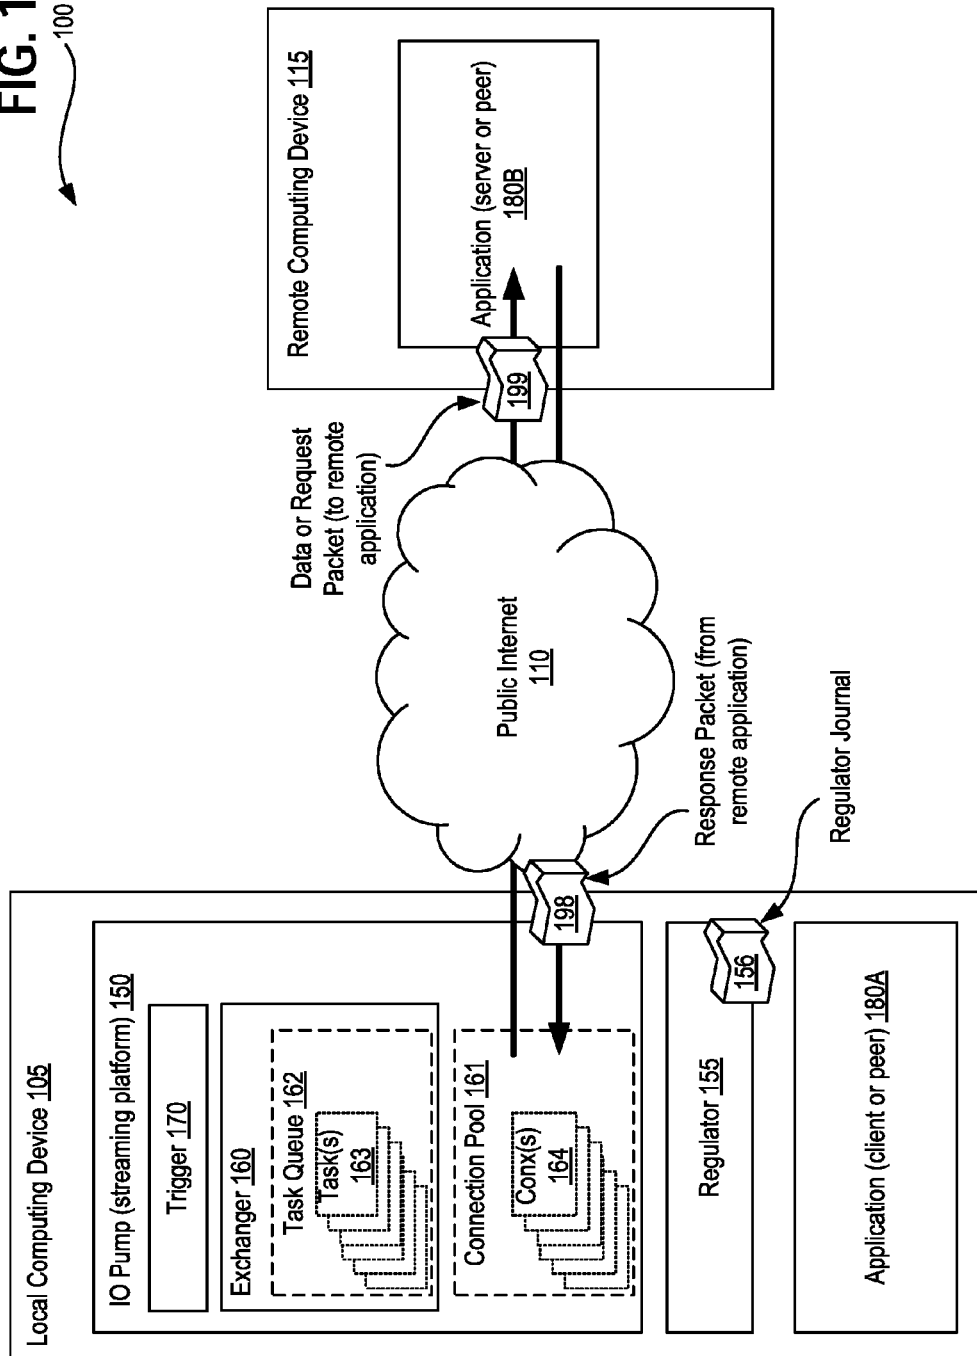 FIG. 1
100
Local Computing Device 105
IO Pump (streaming platform) 150
Trigger 170
Exchanger 160
Task Queue 162
Task(s)
163
Connection Pool 161
Conx(s)
164
Regulator 155
156
Regulator Journal
Application (client or peer) 180A
198
Response Packet (from
remote application)
Public Internet
110
Data or Request
Packet (to remote
application)
199
Remote Computing Device 115
Application (server or peer)
180B